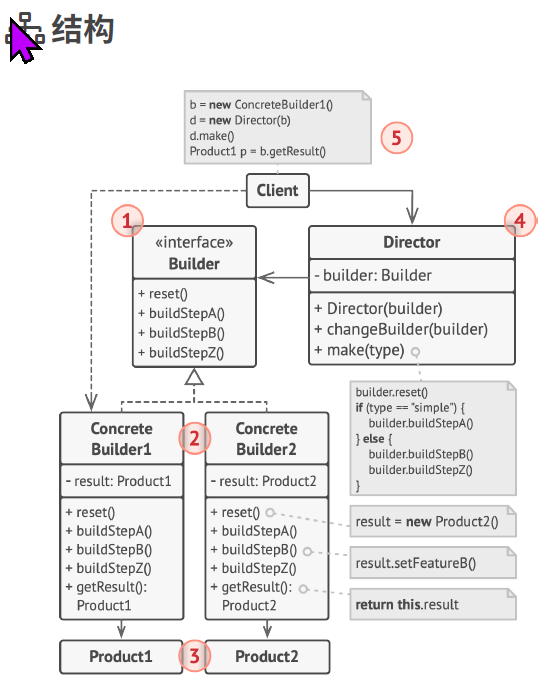 结构
b = new ConcreteBuilder1()
d = new Director(b)
d.make()
Product1 p = b.getResult()
5
Client
1
«interface»
Builder
+ reset()
+ buildStepA()
+ buildStepB()
+ buildStepZ()
4
Director
- builder: Builder
+ Director(builder)
+ changeBuilder(builder)
+ make(type)
builder.reset()
if (type == "simple") {
builder.buildStepA()
} else {
builder.buildStepB()
builder.buildStepZ()
}
Concrete
Builder1
- result: Product1
+ reset()
+ buildStepA()
+ buildStepB()
+ buildStepZ()
+ getResult():
Product1
2
Concrete
Builder2
- result: Product2
+ reset()
+ buildStepA()
+ buildStepB()
+ buildStepZ()
+ getResult():
Product2
result = new Product2()
result.setFeatureB()
return this.result
Product1
3
Product2